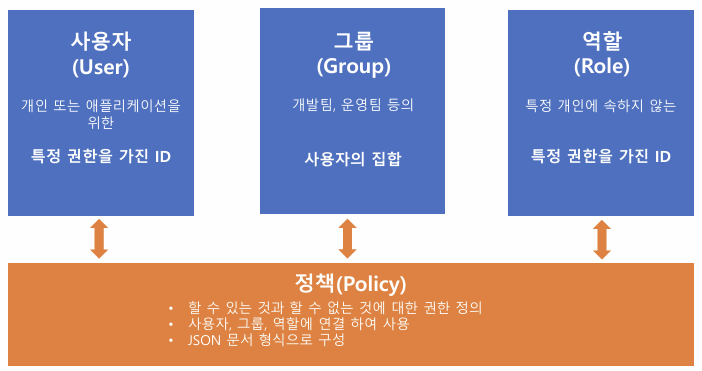 사용자
(User)
개인 또는 애플리케이션을
위한
특정 권한을 가진 ID
그룹
(Group)
개발팀, 운영팀 등의
사용자의 집합
역할
(Role)
특정 개인에 속하지 않는
특정 권한을 가진 ID
정책(Policy)
• 할 수 있는 것과 할 수 없는 것에 대한 권한 정의
• 사용자, 그룹, 역할에 연결 하여 사용
• JSON 문서 형식으로 구성